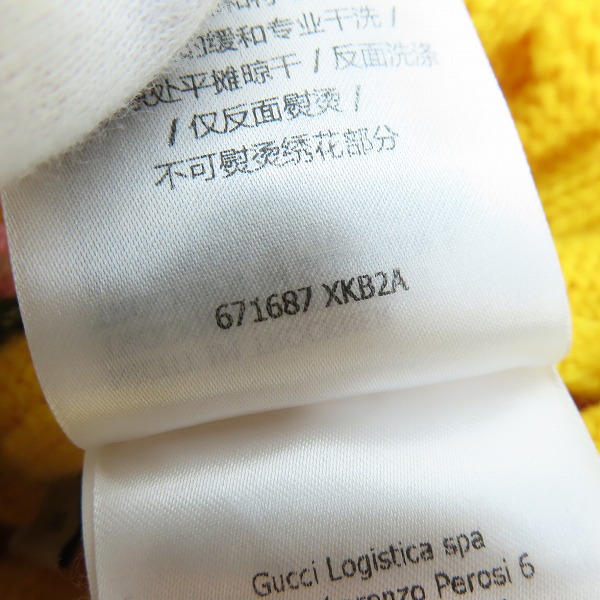 缓和专业干洗 /
处平摊晾干 / 反面洗涤
/ 仅反面熨烫 /
不可熨烫绣花部分
671687 XKB2A
Gucci Logistica spa
Perosi 6